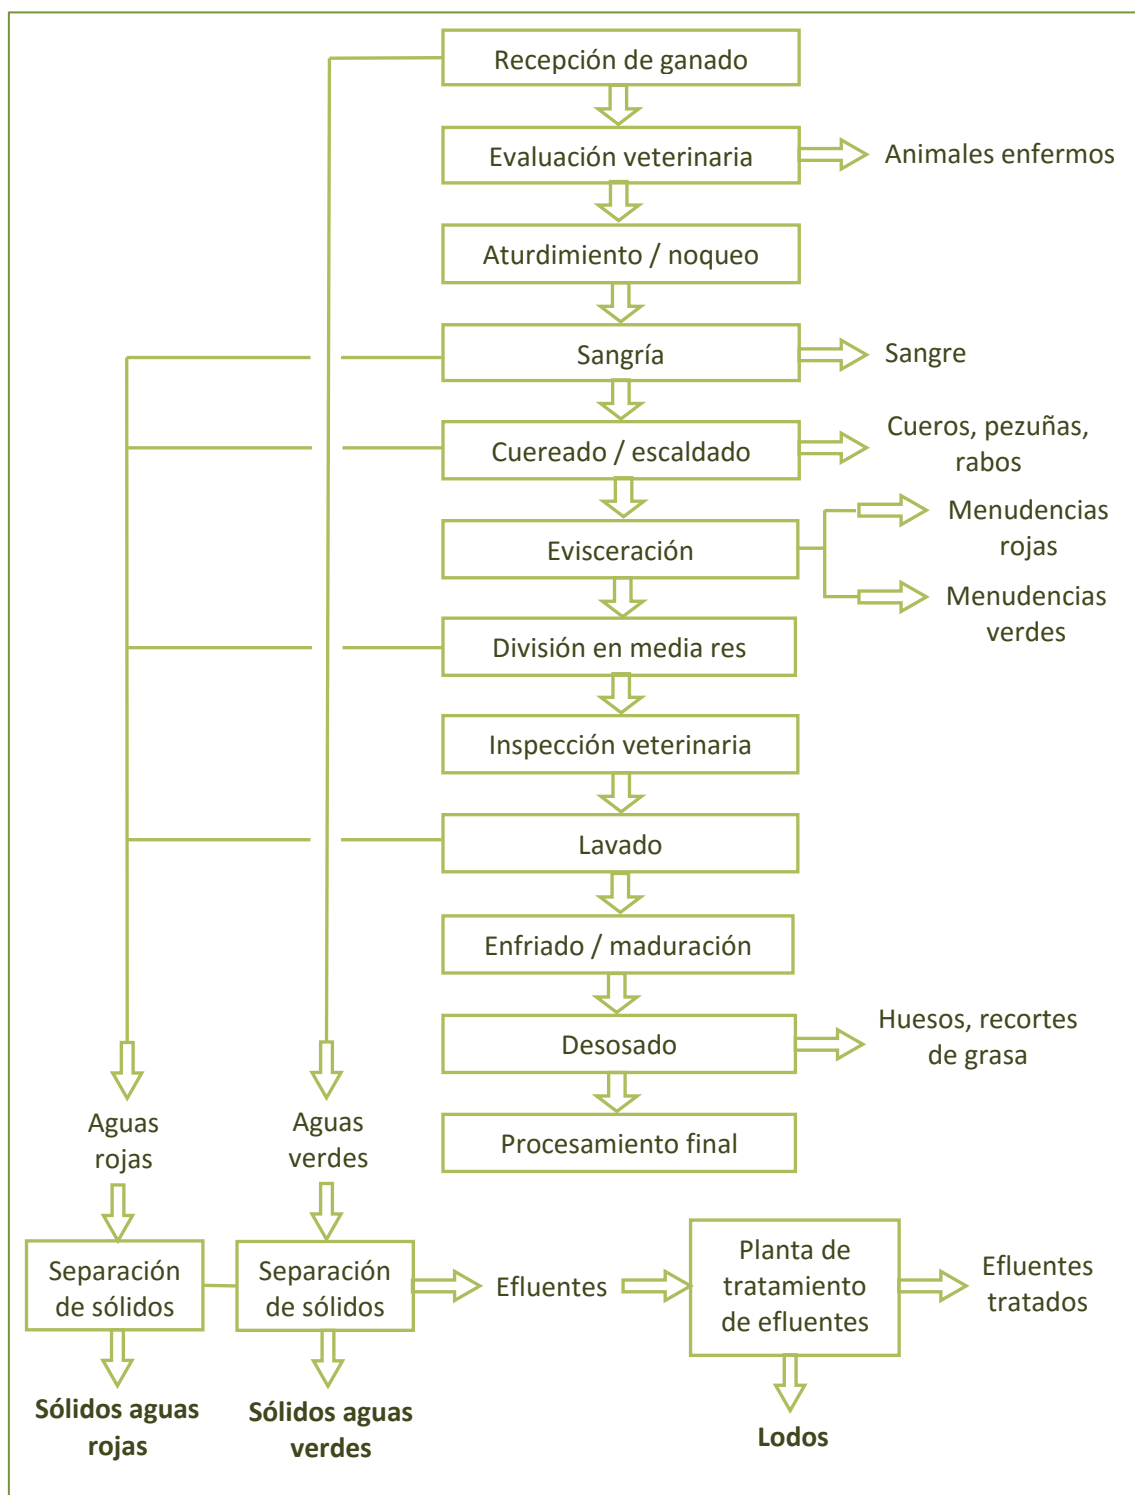 Recepción de ganado
Evaluación veterinaria
Animales enfermos
Aturdimiento / noqueo
Sangría
Sangre
Cuereado / escaldado
Cueros, pezuñas,
rabos
Evisceración
Menudencias
rojas
Menudencias
verdes
División en media res
Inspección veterinaria
Lavado
Enfriado / maduración
Desosado
Huesos, recortes
de grasa
Procesamiento final
Aguas
rojas
Aguas
verdes
Separación
de sólidos
Separación
de sólidos
Efluentes
Planta de
tratamiento
de efluentes
Efluentes
tratados
Sólidos aguas
rojas
Sólidos aguas
verdes
Lodos